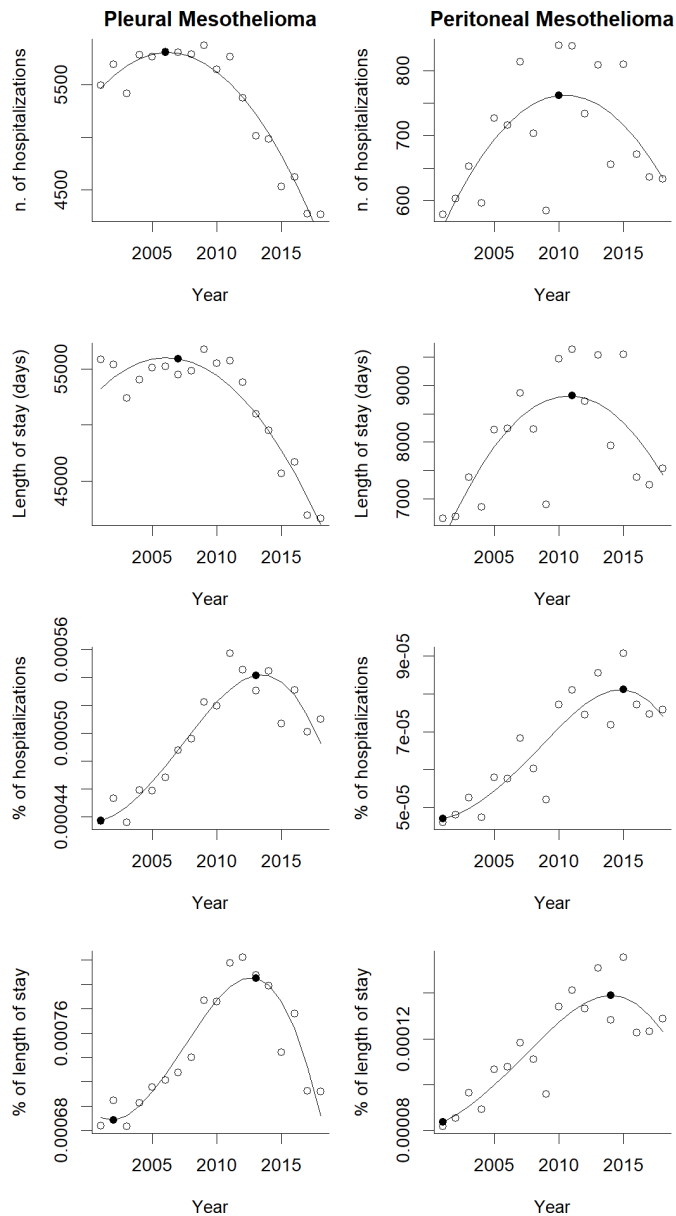 Pleural Mesothelioma
Peritoneal Mesothelioma
n. of hospitalizations
4500
5500
2005
2010
2015
Year
n. of hospitalizations
600
700
800
2005
2010
2015
Year
Length of stay (days)
45000
55000
2005
2010
2015
Year
Length of stay (days)
7000
8000
9000
2005
2010
2015
Year
% of hospitalizations
0.00044
0.00050
0.00056
2005
2010
2015
Year
% of hospitalizations
5e-05
7e-05
9e-05
2005
2010
2015
Year
% of length of stay
0.00068
0.00076
2005
2010
2015
Year
% of length of stay
0.00008
0.00012
2005
2010
2015
Year